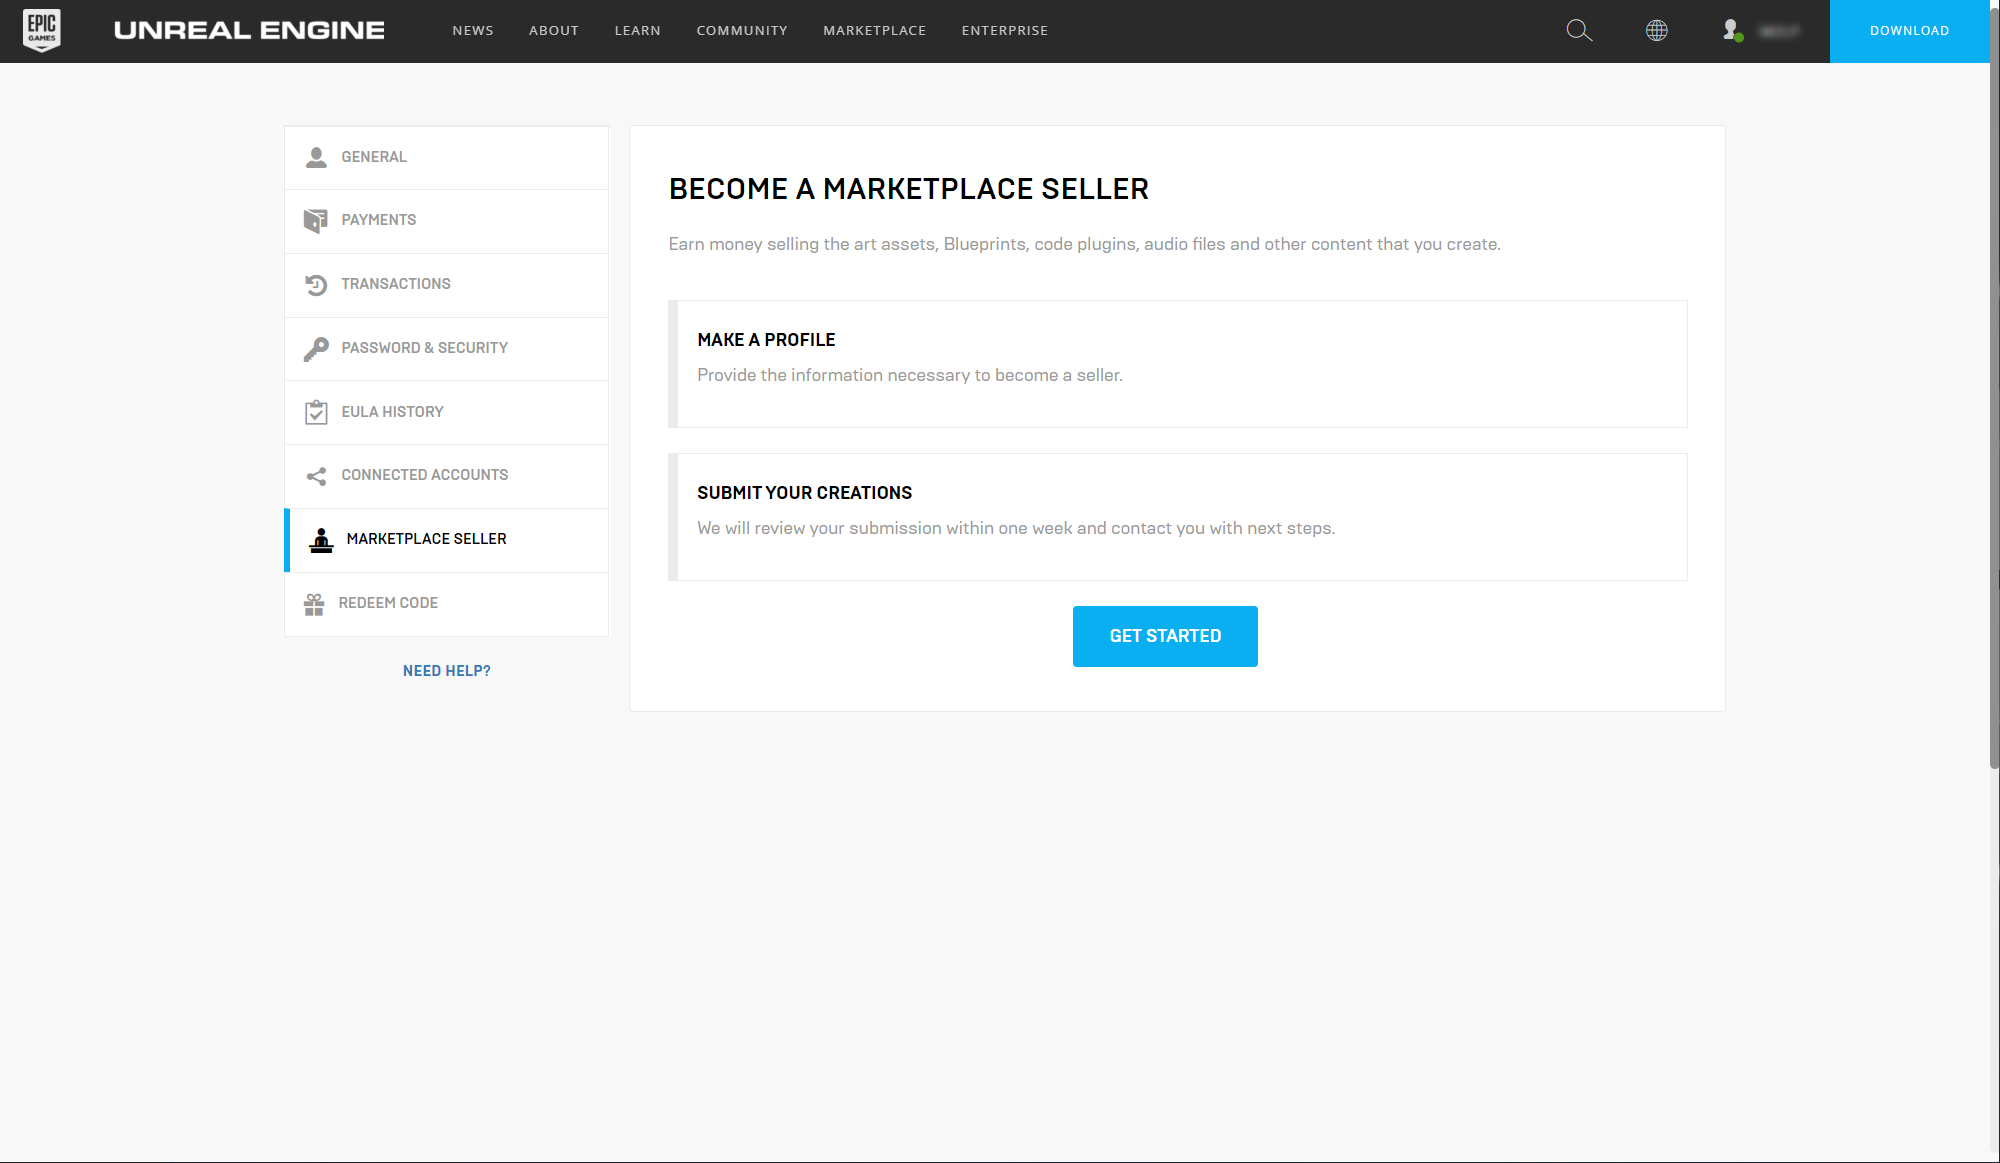 EPIC
GAMES
UNREAL ENGINE
NEWS
ABOUT
LEARN
COMMUNITY
MARKETPLACE
ENTERPRISE
DOWNLOAD
GENERAL
PAYMENTS
TRANSACTIONS
PASSWORD & SECURITY
EULA HISTORY
CONNECTED ACCOUNTS
MARKETPLACE SELLER
REDEEM CODE
NEED HELP?
BECOME A MARKETPLACE SELLER
Earn money selling the art assets, Blueprints, code plugins, audio files and other content that you create.
MAKE A PROFILE
Provide the information necessary to become a seller.
SUBMIT YOUR CREATIONS
We will review your submission within one week and contact you with next steps.
GET STARTED